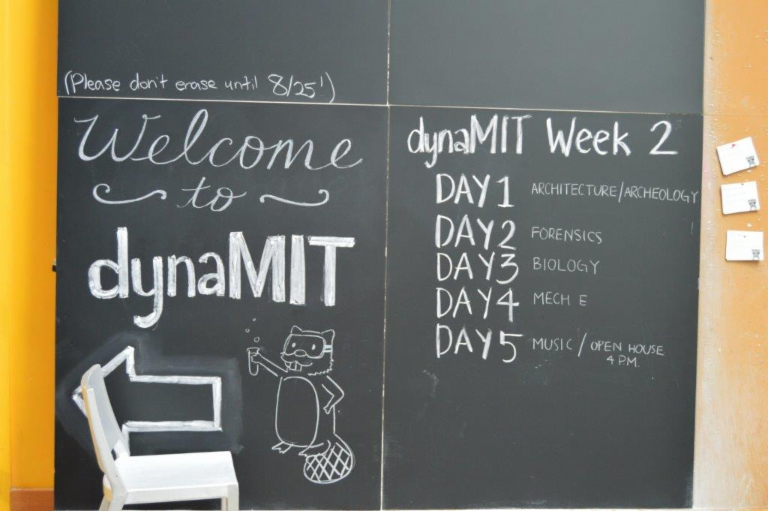 (Please don't erase until 8/25!)
Welcome
to
dynaMIT
dynaMIT Week 2
DAY 1 ARCHITECTURE/ARCHEOLOGY
DAY 2 FORENSICS
DAY 3 BIOLOGY
DAY 4 MECH E
DAY 5 MUSIC / OPEN HOUSE
4 P.M.